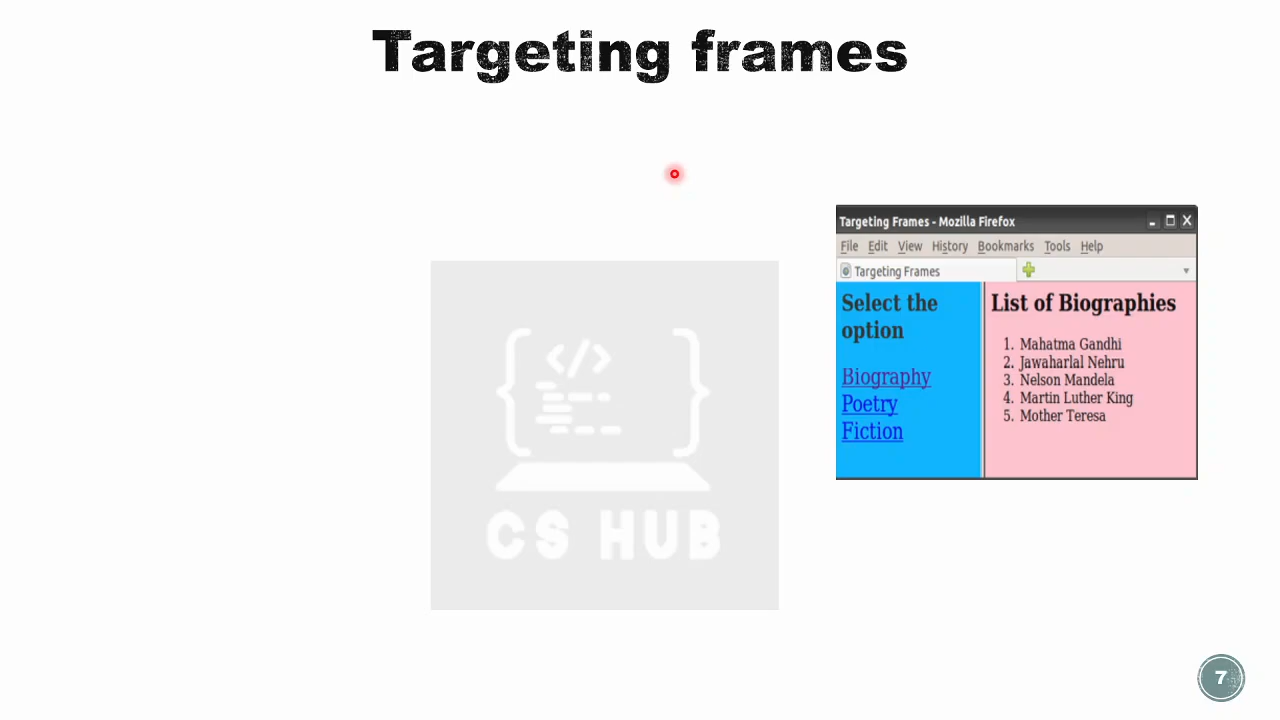 Targeting frames
Targeting Frames - Mozilla Firefox
File Edit View History Bookmarks Tools Help
Targeting Frames
Select the
option
Biography
Poetry
Fiction
List of Biographies
1. Mahatma Gandhi
2. Jawaharlal Nehru
3. Nelson Mandela
4. Martin Luther King
5. Mother Teresa
</>
CS HUB
7